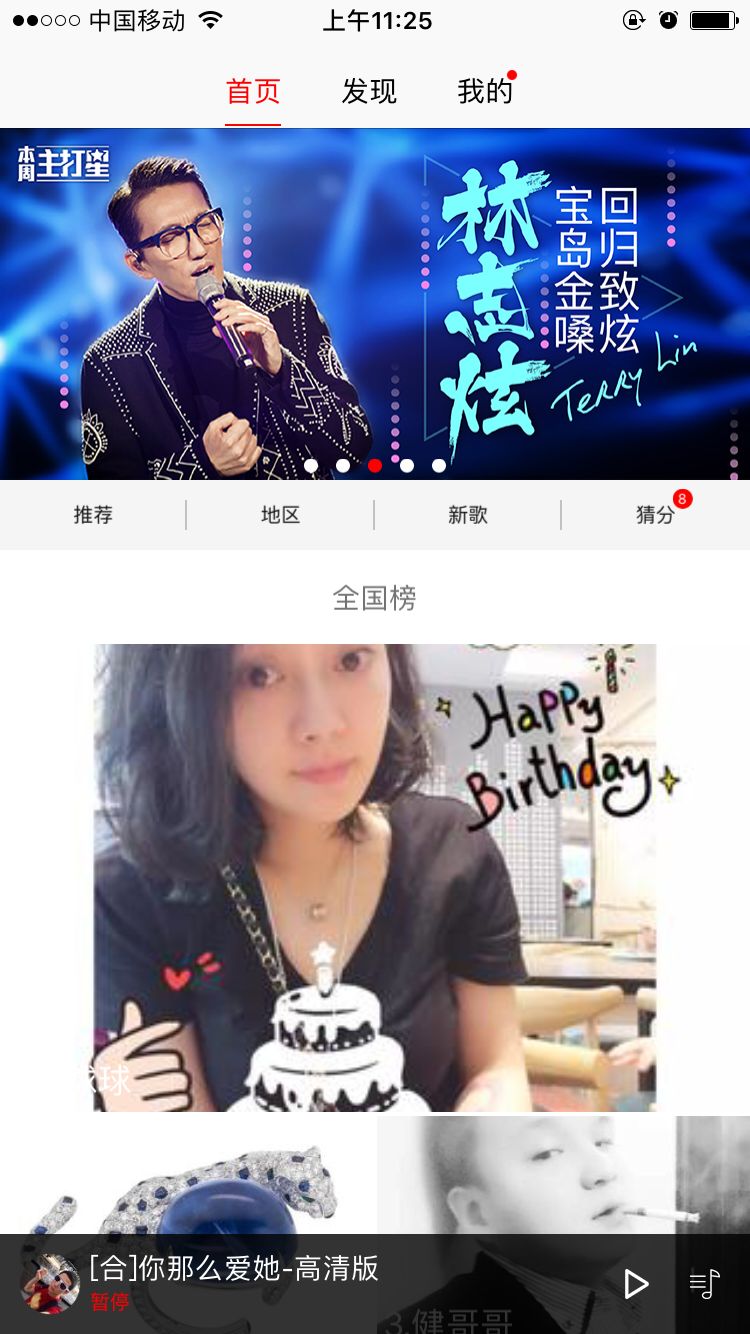 中国移动
上午11:25
首页
发现
我的
本周主打星
林志炫
回归致炫
宝岛金嗓
Terry Lin
推荐
地区
新歌
猜分
8
全国榜
Happy
Birthday
球
[合]你那么爱她-高清版
暂停
3.健哥哥